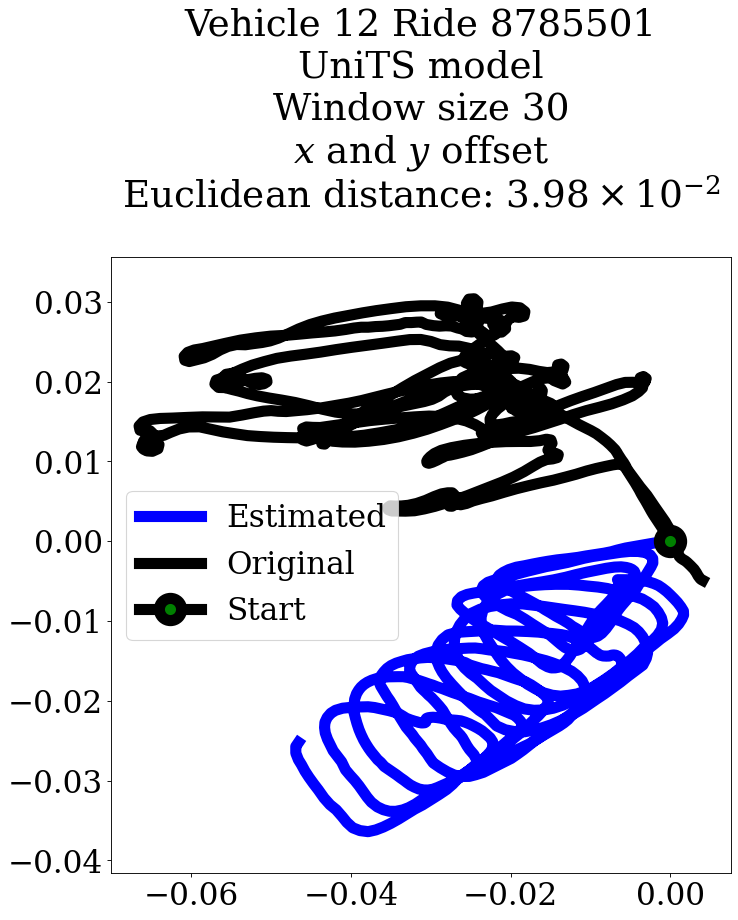 Vehicle 12 Ride 8785501
UniTS model
Window size 30
x and y offset
Euclidean distance: 3.98 × 10⁻²
0.03
0.02
0.01
0.00
−0.01
−0.02
−0.03
−0.04
Estimated
Original
Start
−0.06 −0.04 −0.02 0.00